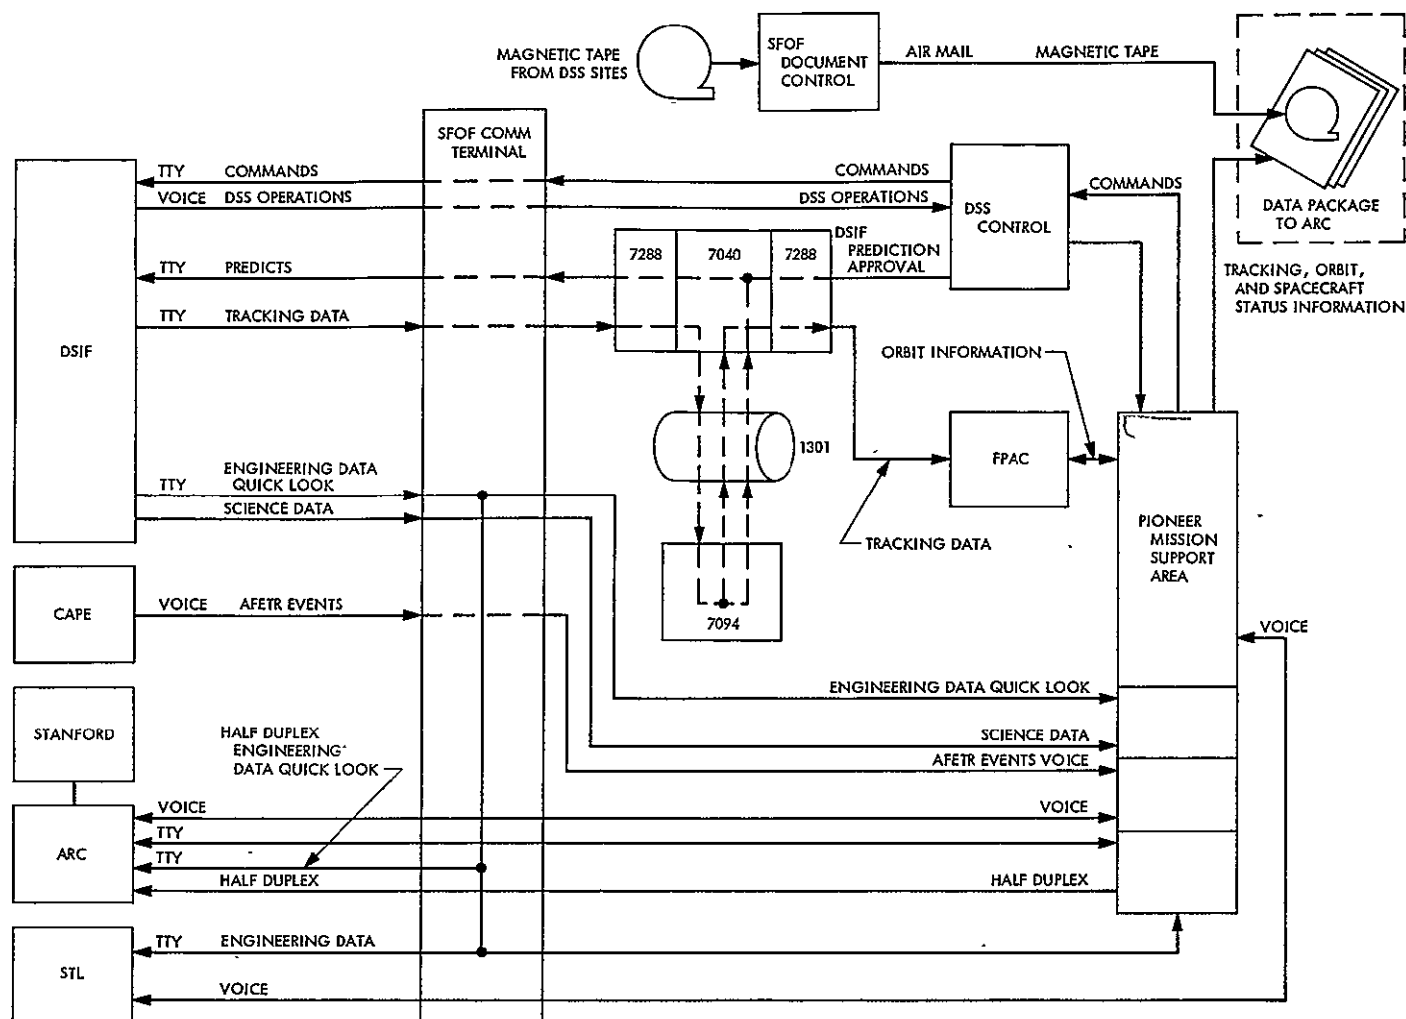 MAGNETIC TAPE
FROM DSS SITES
SFOF
DOCUMENT
CONTROL
AIR MAIL
MAGNETIC TAPE
DATA PACKAGE
TO ARC
TRACKING, ORBIT,
AND SPACECRAFT
STATUS INFORMATION
SFOF COMM
TERMINAL
DSIF
TTY COMMANDS
COMMANDS
VOICE DSS OPERATIONS
DSS OPERATIONS
DSS
CONTROL
COMMANDS
7288
7040
7288
DSIF
PREDICTION
APPROVAL
TTY PREDICTS
TTY TRACKING DATA
ORBIT INFORMATION
1301
FPAC
TRACKING DATA
7094
TTY
ENGINEERING DATA
QUICK LOOK
SCIENCE DATA
PIONEER
MISSION
SUPPORT
AREA
CAPE
VOICE AFETR EVENTS
VOICE
ENGINEERING DATA QUICK LOOK
SCIENCE DATA
AFETR EVENTS VOICE
STANFORD
HALF DUPLEX
ENGINEERING
DATA QUICK LOOK
ARC
VOICE
VOICE
TTY
TTY
HALF DUPLEX
HALF DUPLEX
STL
TTY ENGINEERING DATA
VOICE